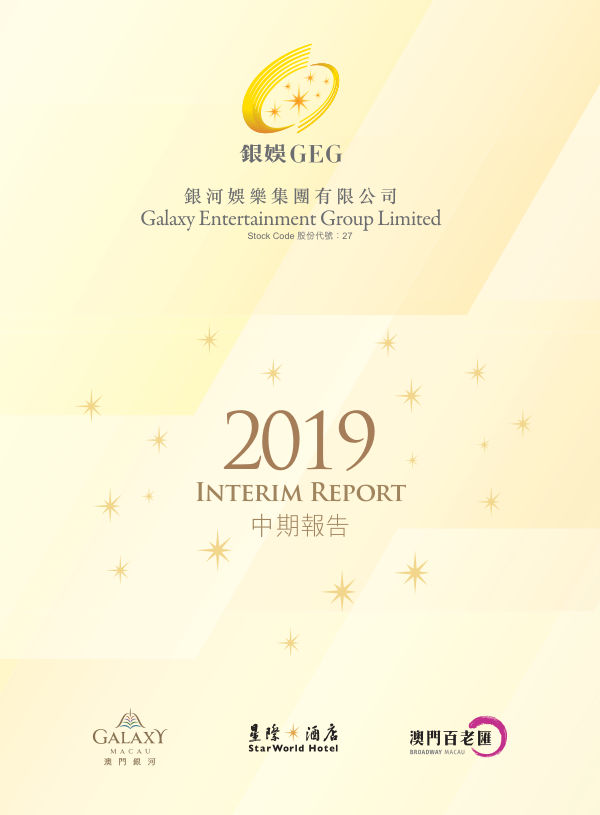 銀娛GEG
銀河娛樂集團有限公司
Galaxy Entertainment Group Limited
Stock Code 股份代號：27
2019
INTERIM REPORT
中期報告
GALAXY
MACAU
澳門銀河
星際酒店
StarWorld Hotel
澳門百老匯
BROADWAY MACAU